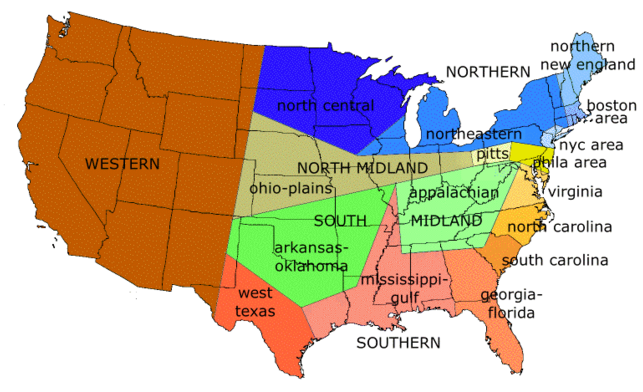 northern
new england
NORTHERN
north central
boston
area
northeastern
nyc area
pitts
phila area
WESTERN
NORTH MIDLAND
ohio-plains
appalachian
virginia
SOUTH
MIDLAND
north carolina
arkansas-
oklahoma
south carolina
mississippi-
gulf
west
texas
georgia-
florida
SOUTHERN